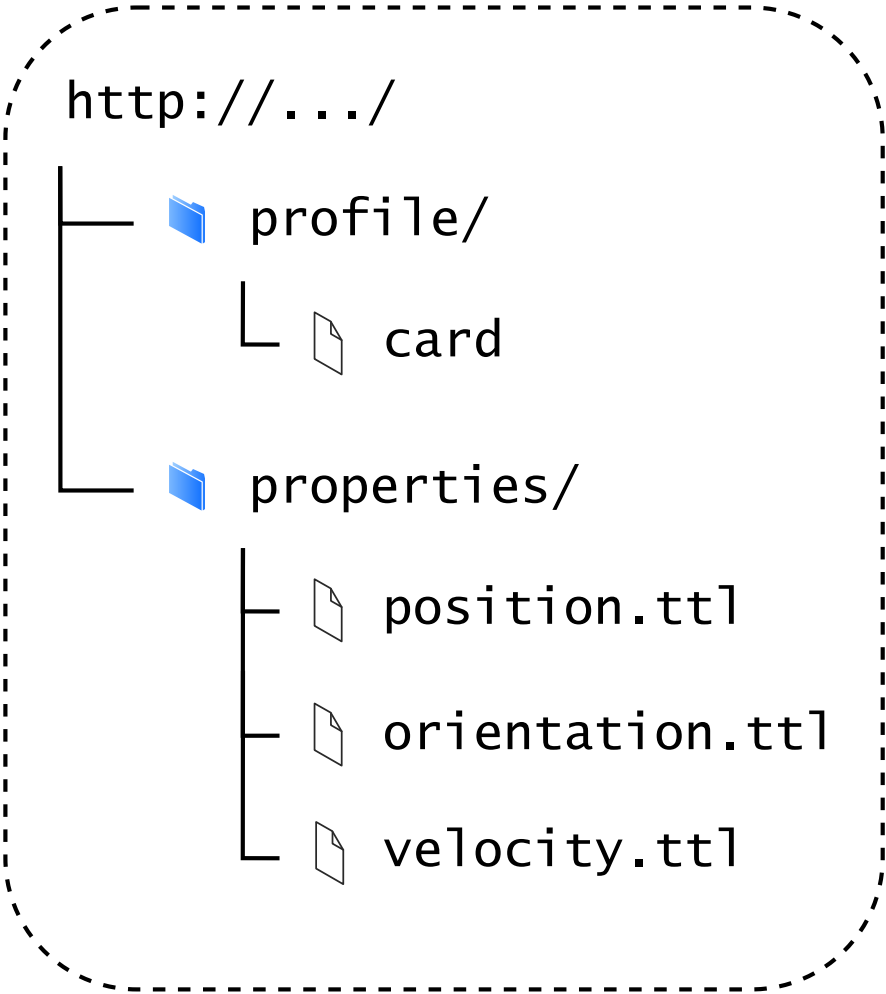 http://.../
profile/
card
properties/
position.ttl
orientation.ttl
velocity.ttl